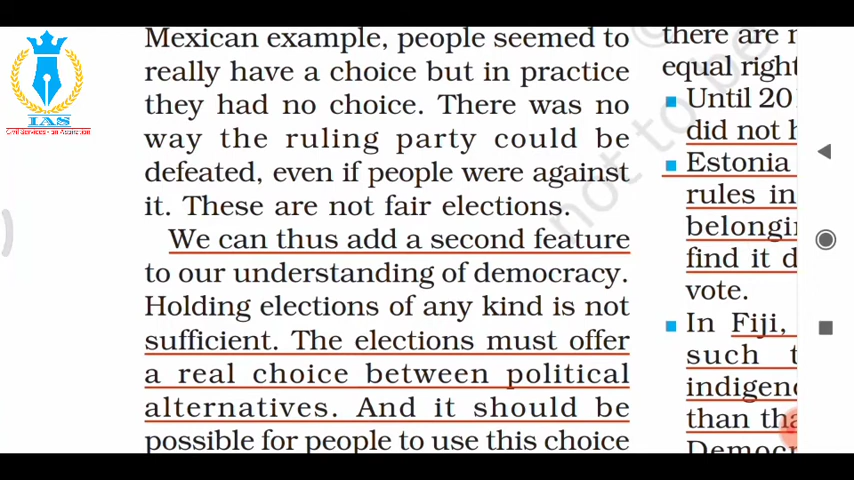 Mexican example, people seemed to
really have a choice but in practice
they had no choice. There was no
way the ruling party could be
defeated, even if people were against
it. These are not fair elections.
We can thus add a second feature
to our understanding of democracy.
Holding elections of any kind is not
sufficient. The elections must offer
a real choice between political
alternatives. And it should be
possible for people to use this choice
there are
equal right
Until 20
did not
Estonia
rules in
find it
vote.
In Fiji,
such
than
IAS
not to be